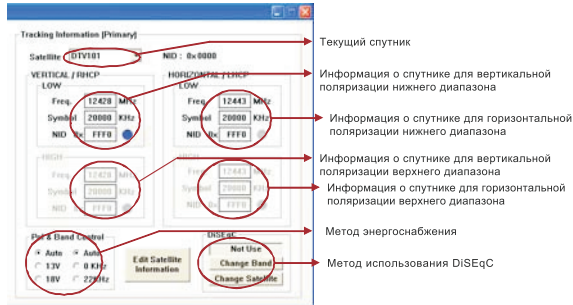 Tracking Information [Primary]
Satellite DTV101 NID : 0x0000
Текущий спутник
VERTICAL / RHCP HORIZONTAL / LHCP
LOW LOW
Freq. 12428 MHz Freq. 12443 MHz
Symbol 20000 KHz Symbol 20000 KHz
NID 0x FFF0 NID 0x FFF0
HIGH HIGH
Freq. 12428 MHz Freq. 12443 MHz
Symbol 20000 KHz Symbol 20000 KHz
NID 0x FFF0 NID 0x FFF0
Информация о спутнике для вертикальной
поляризации нижнего диапазона
Информация о спутнике для горизонтальной
поляризации нижнего диапазона
Информация о спутнике для вертикальной
поляризации верхнего диапазона
Информация о спутнике для горизонтальной
поляризации верхнего диапазона
Pol & Band Control
Auto Auto
13V 0 KHz
18V 22KHz
Edit Satellite
Information
DiSEqC
Not Use
Change Band
Change Satellite
Метод энергоснабжения
Метод использования DiSEqC